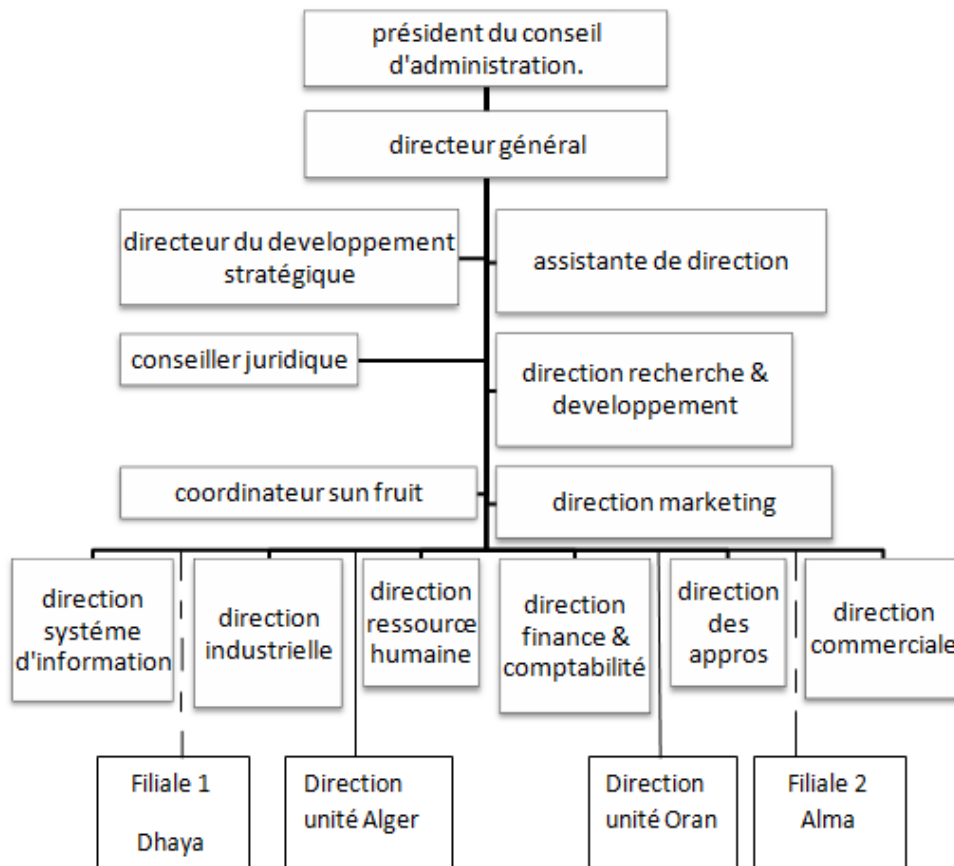 président du conseil
d'administration.
directeur général
directeur du developpement
stratégique
assistante de direction
conseiller juridique
direction recherche &
developpement
coordinateur sun fruit
direction marketing
direction
systéme
d'information
direction
industrielle
direction
ressource
humaine
direction
finance &
comptabilité
direction
des
appros
direction
commerciale
Filiale 1
Dhaya
Direction
unité Alger
Direction
unité Oran
Filiale 2
Alma